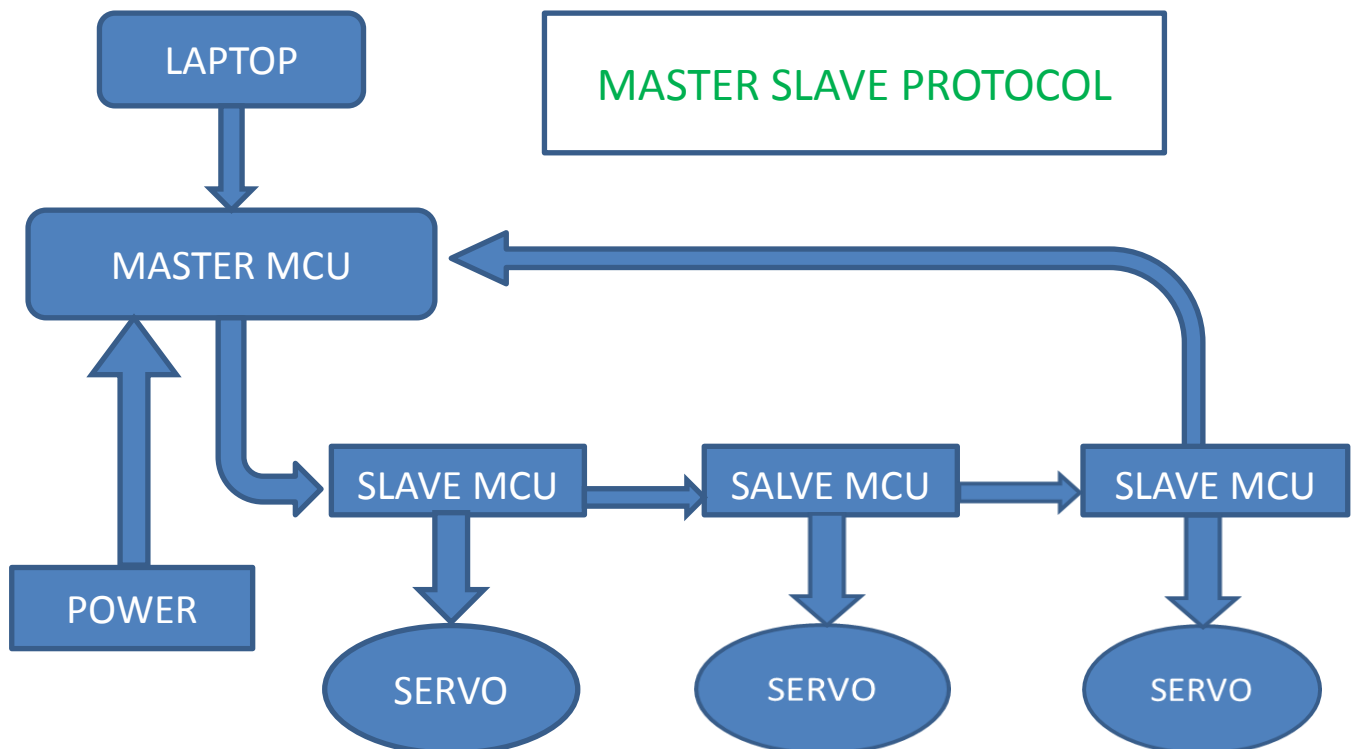 LAPTOP
MASTER SLAVE PROTOCOL
MASTER MCU
SLAVE MCU
SALVE MCU
SLAVE MCU
POWER
SERVO
SERVO
SERVO